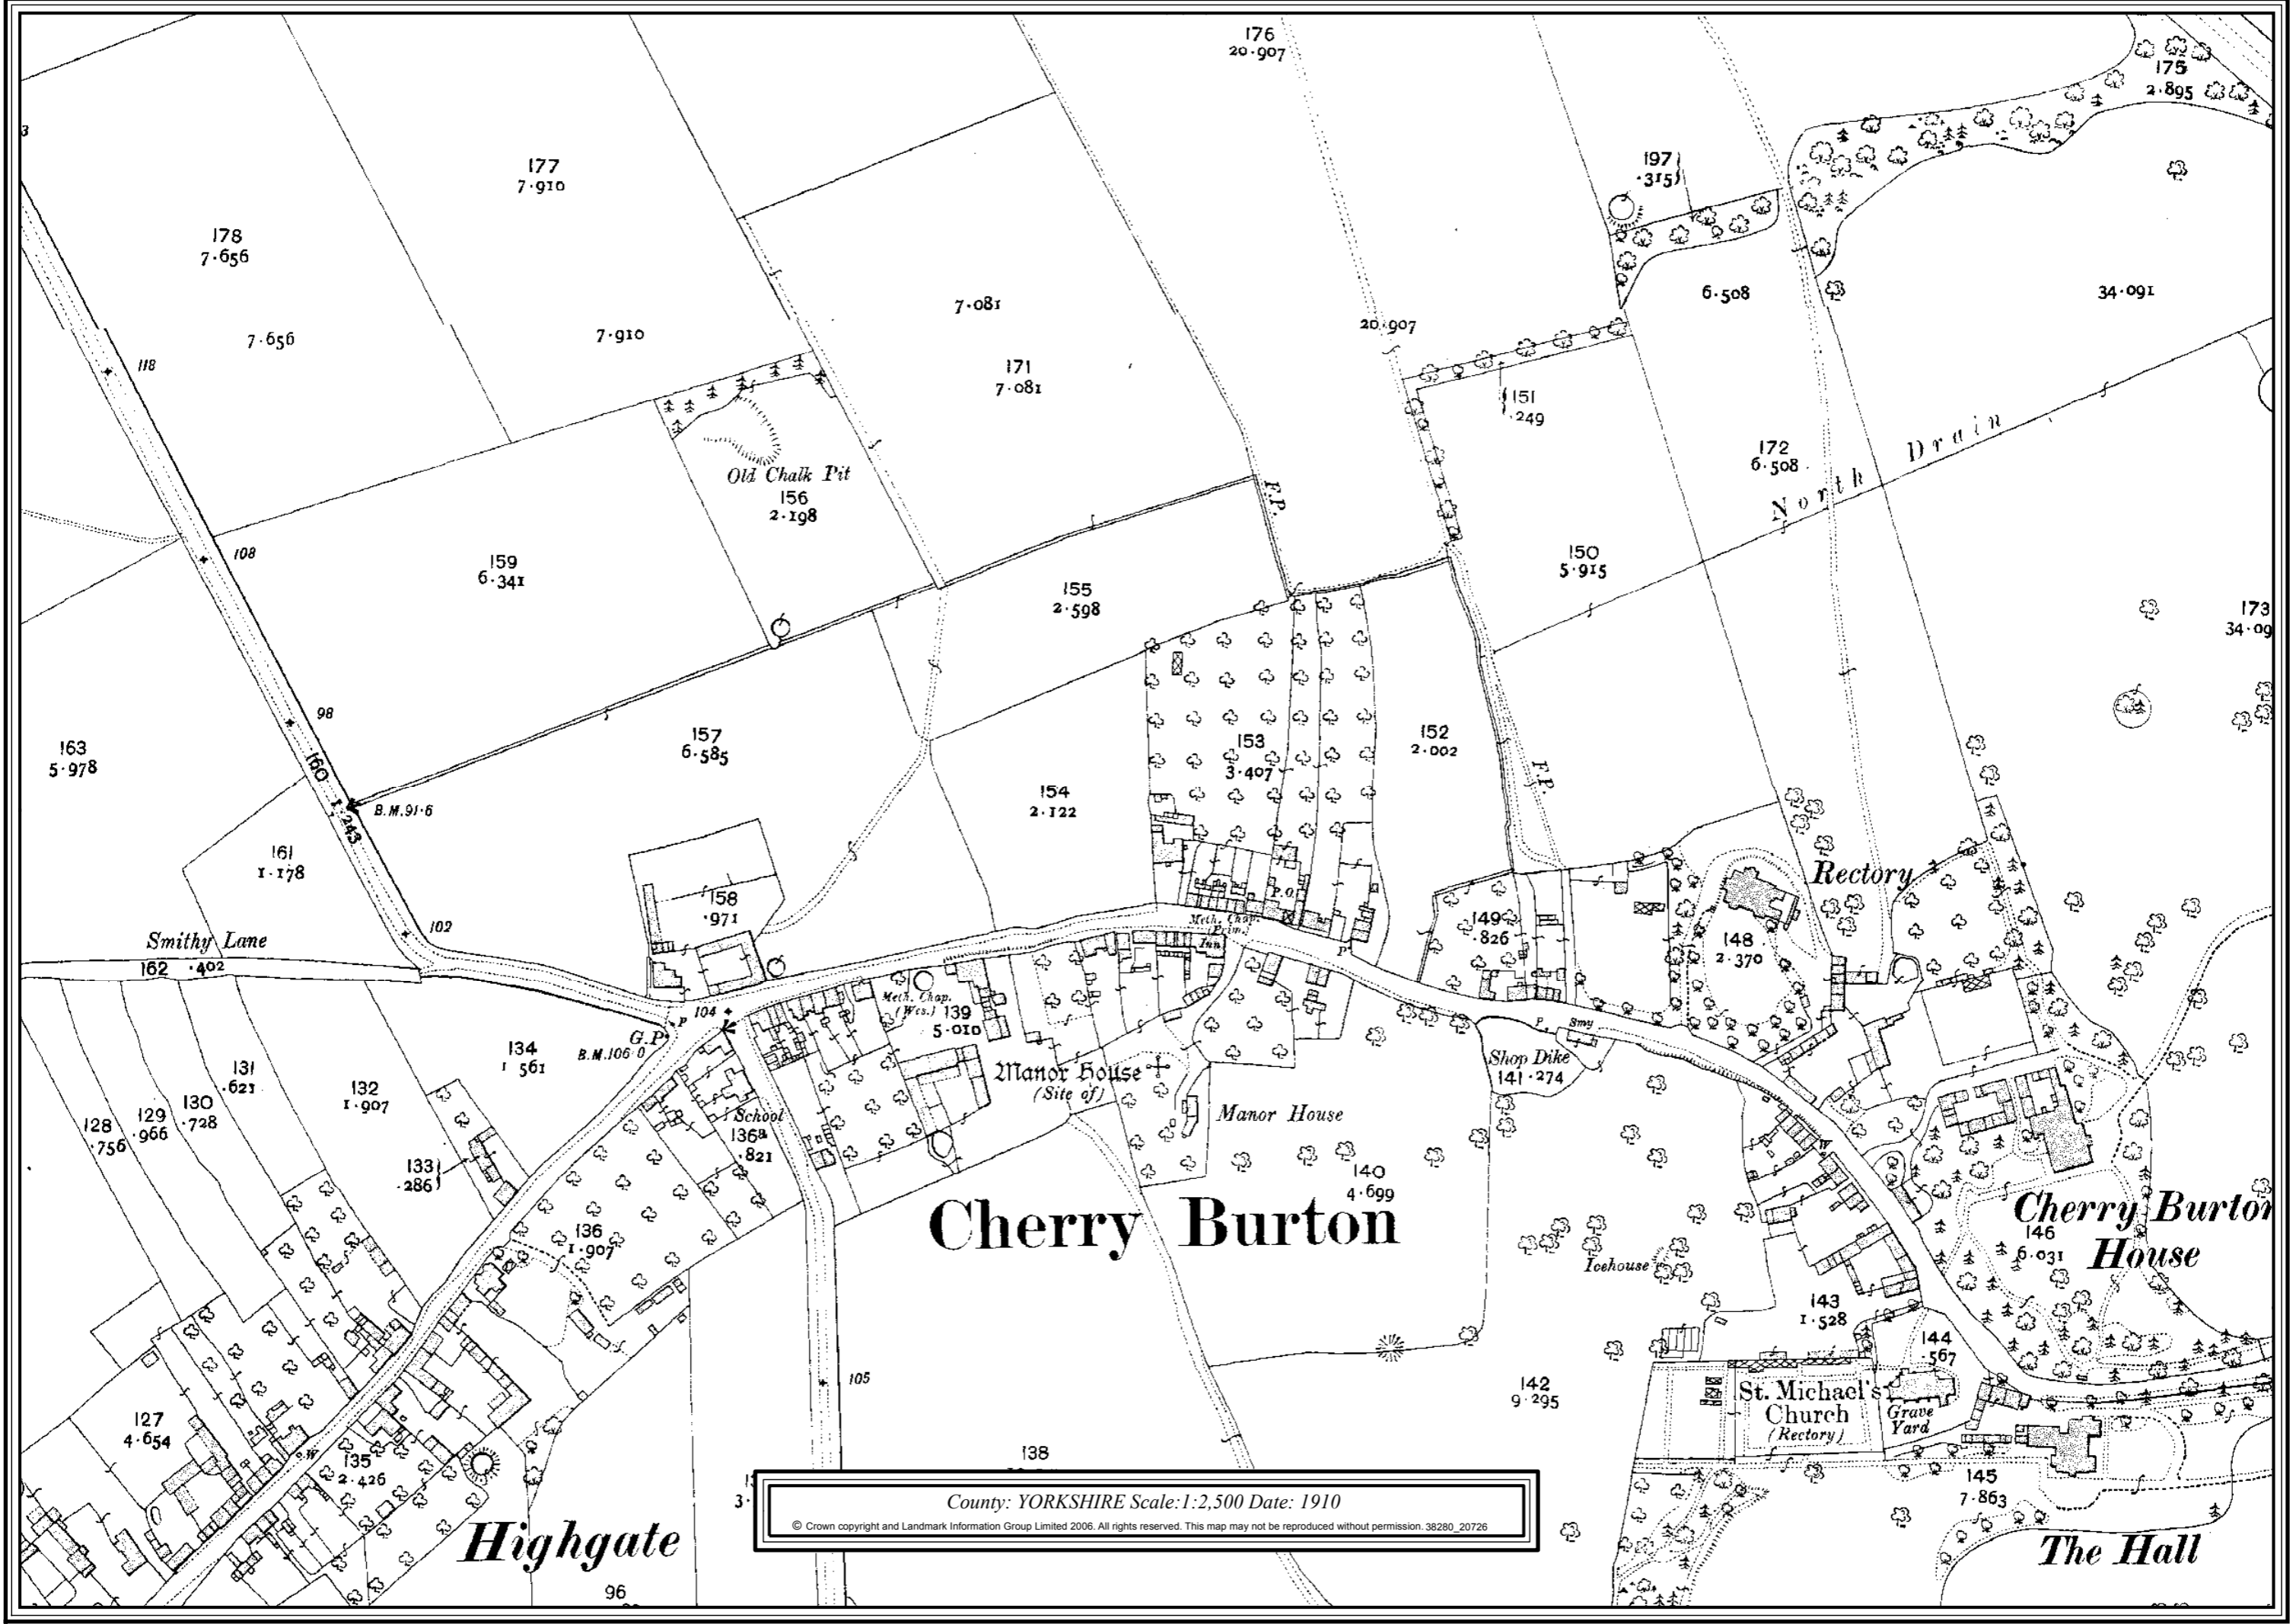 176
20·907
175
2·895
3
177
7·910
197
·315
178
7·656
7·081
6·508
34·091
7·656
7·910
20·907
118
171
7·081
151
·249
North Drain
172
6·508
Old Chalk Pit
156
2·198
F.P.
108
159
6·341
150
5·915
155
2·598
173
34·09
98
163
5·978
157
6·585
153
3·407
152
2·002
160
1·243
B.M.91·6
154
2·122
F.P.
161
1·178
Rectory
158
·971
P.O.
102
Smithy Lane
162 ·402
Meth. Chap.
Prim.
Inn
P
149
·826
148
2·370
Meth. Chap.
(Wes.)
139
5·010
104
P
G.P.
B.M.106·0
P.
Smy
134
1·561
Shop Dike
141 ·274
131
·621
132
1·907
Manor House
(Site of)
130
·728
129
·966
128
·756
School
136a
·821
Manor House
W
133
·286
140
4·699
Cherry Burton
Cherry Burton
House
146
6·031
136
1·907
Icehouse
143
1·528
144
·567
105
142
9·295
St. Michael's
Church
(Rectory)
Grave
Yard
127
4·654
W
135
2·426
138
145
7·863
3·
County: YORKSHIRE Scale:1:2,500 Date: 1910
© Crown copyright and Landmark Information Group Limited 2006. All rights reserved. This map may not be reproduced without permission. 38280_20726
Highgate
The Hall
96